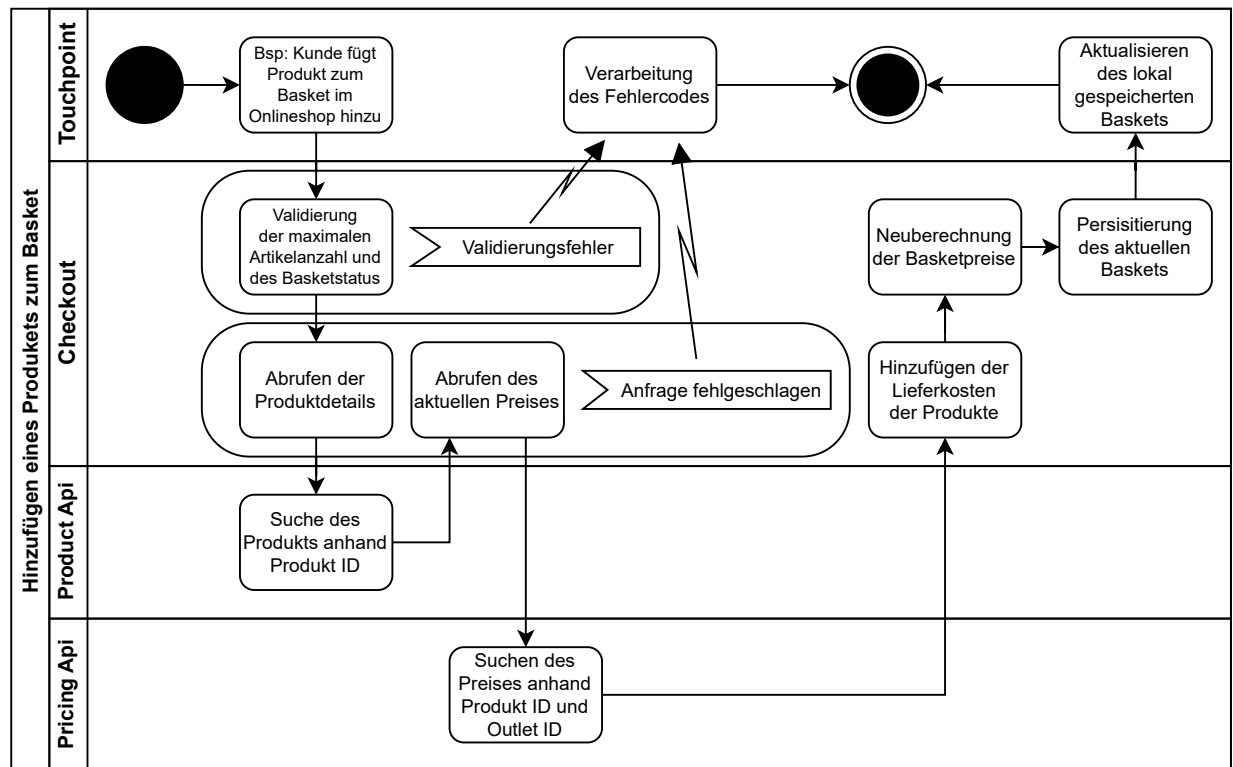 Hinzufügen eines Produkets zum Basket
Touchpoint
Bsp: Kunde fügt
Produkt zum
Basket im
Onlineshop hinzu
Verarbeitung
des Fehlercodes
Aktualisieren
des lokal
gespeicherten
Baskets
Checkout
Validierung
der maximalen
Artikelanzahl und
des Basketstatus
Validierungsfehler
Neuberechnung
der Basketpreise
Persisitierung
des aktuellen
Baskets
Abrufen der
Produktdetails
Abrufen des
aktuellen Preises
Anfrage fehlgeschlagen
Hinzufügen der
Lieferkosten
der Produkte
Product Api
Suche des
Produkts anhand
Produkt ID
Pricing Api
Suchen des
Preises anhand
Produkt ID und
Outlet ID